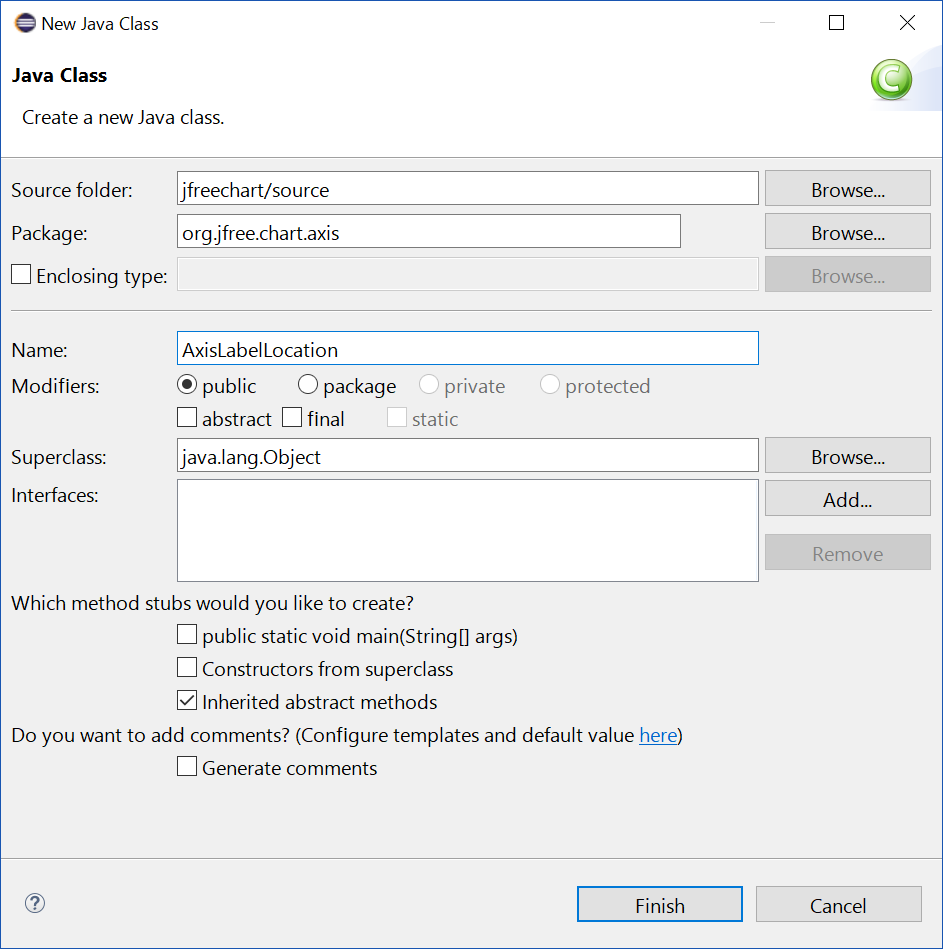 New Java Class
Java Class
Create a new Java class.
C
Source folder: jfreechart/source Browse...
Package: org.jfree.chart.axis Browse...
Enclosing type: Browse...
Name: AxisLabelLocation
Modifiers: public package private protected
abstract final static
Superclass: java.lang.Object Browse...
Interfaces: Add...
Remove
Which method stubs would you like to create?
public static void main(String[] args)
Constructors from superclass
Inherited abstract methods
Do you want to add comments? (Configure templates and default value here)
Generate comments
? Finish Cancel